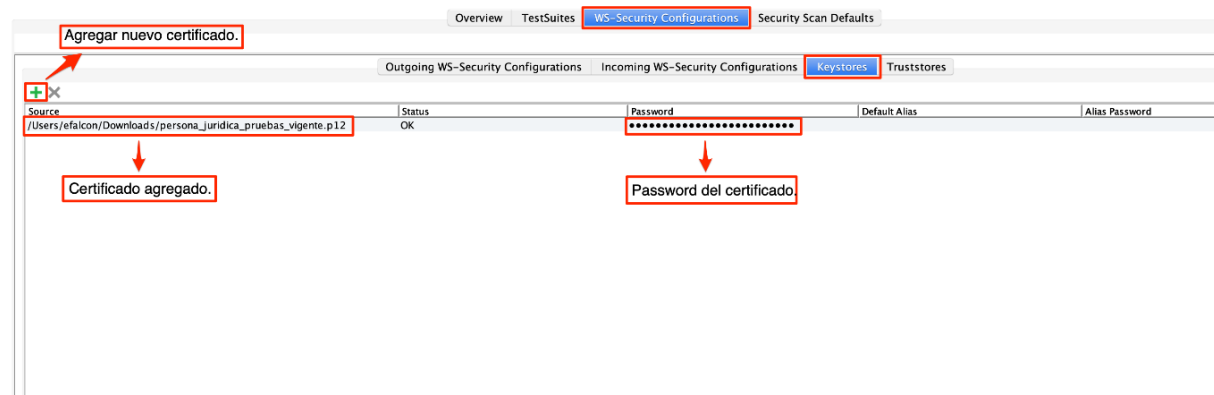 Overview TestSuites WS-Security Configurations Security Scan Defaults
Agregar nuevo certificado.
Outgoing WS-Security Configurations Incoming WS-Security Configurations Keystores Truststores
Source Status Password Default Alias Alias Password
/Users/efalcon/Downloads/persona_juridica_pruebas_vigente.p12 OK ••••••••••••••••••••••••••
Certificado agregado. Password del certificado.